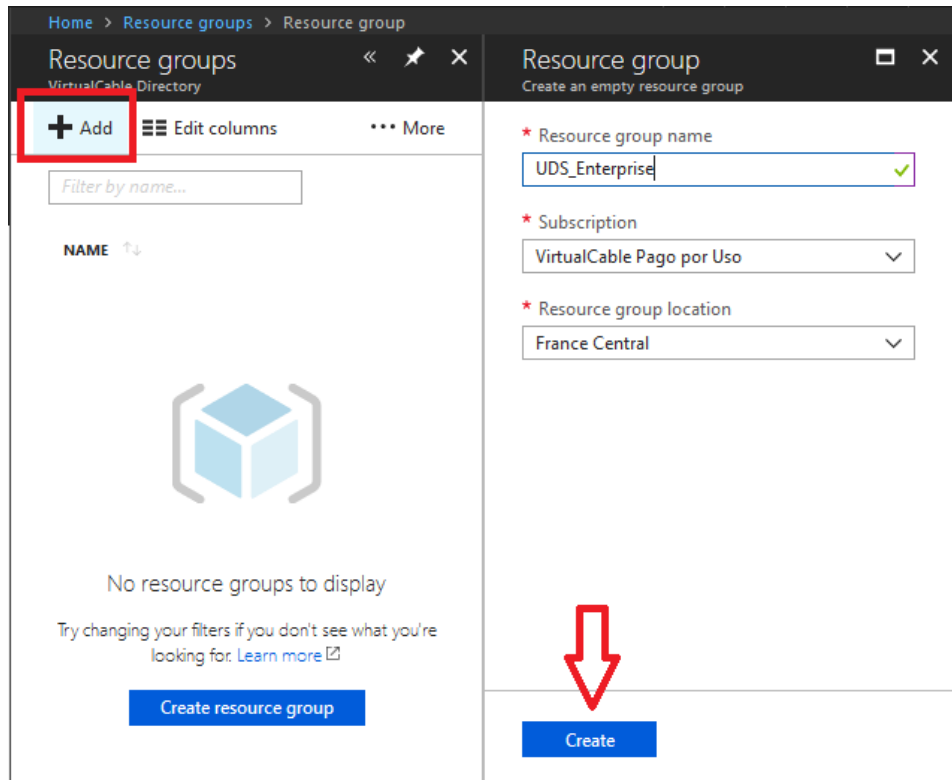 Home > Resource groups > Resource group
Resource groups
VirtualCable Directory
Add
Edit columns
More
Filter by name...
NAME
No resource groups to display
Try changing your filters if you don't see what you're
looking for. Learn more
Create resource group
Resource group
Create an empty resource group
* Resource group name
UDS_Enterprise
* Subscription
VirtualCable Pago por Uso
* Resource group location
France Central
Create